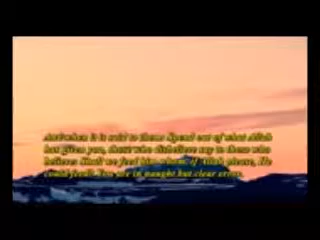 And when it is said to them: Spend out of what Allah
has given you, those who disbelieve say to those who
believe: Shall we feed him whom, if Allah please, He
could feed? You are in naught but clear error.